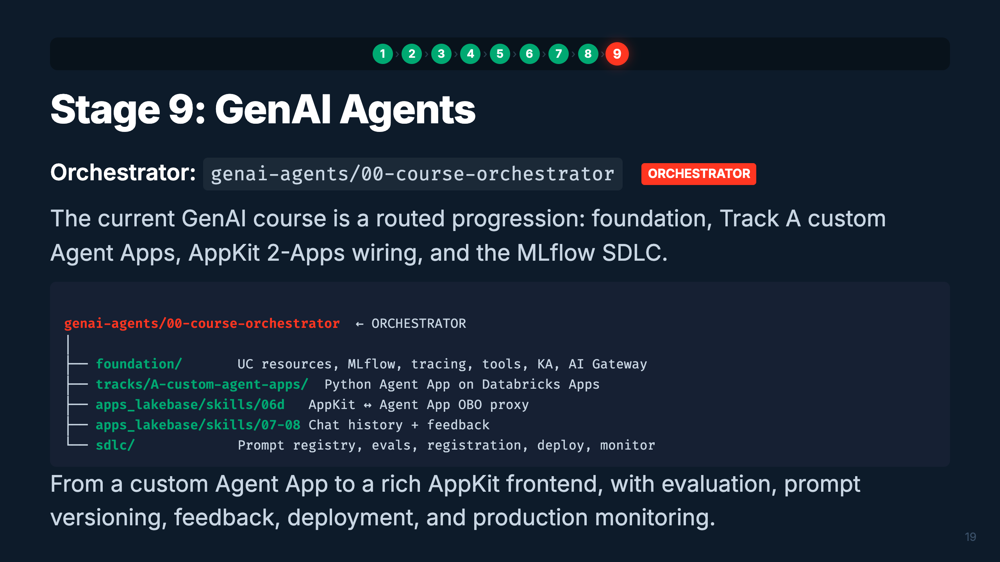 1 › 2 › 3 › 4 › 5 › 6 › 7 › 8 › 9
Stage 9: GenAI Agents
Orchestrator: genai-agents/00-course-orchestrator ORCHESTRATOR
The current GenAI course is a routed progression: foundation, Track A custom
Agent Apps, AppKit 2-Apps wiring, and the MLflow SDLC.
genai-agents/00-course-orchestrator ← ORCHESTRATOR
│
├── foundation/ UC resources, MLflow, tracing, tools, KA, AI Gateway
├── tracks/A-custom-agent-apps/ Python Agent App on Databricks Apps
├── apps_lakebase/skills/06d AppKit ↔ Agent App OBO proxy
├── apps_lakebase/skills/07-08 Chat history + feedback
└── sdlc/ Prompt registry, evals, registration, deploy, monitor
From a custom Agent App to a rich AppKit frontend, with evaluation, prompt
versioning, feedback, deployment, and production monitoring.
19